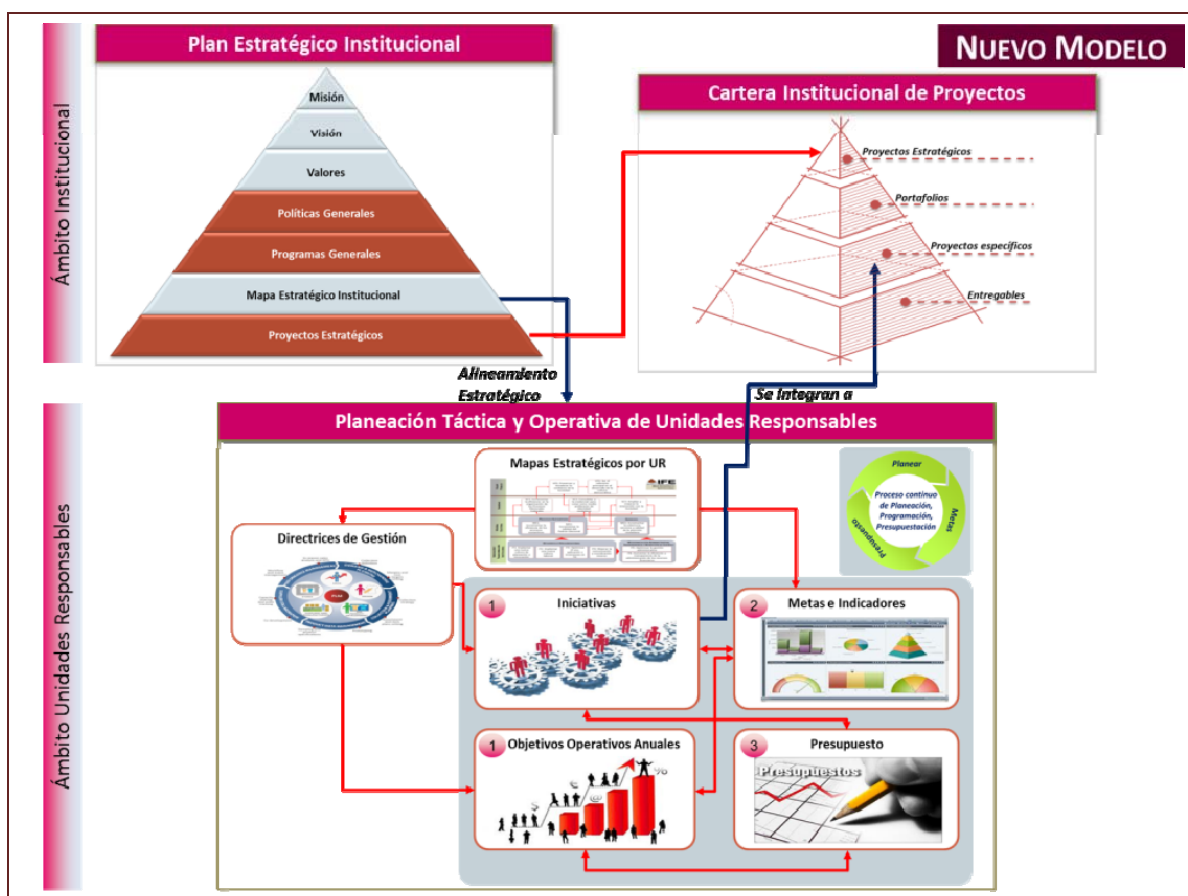 Ámbito Institucional
Plan Estratégico Institucional
Misión
Visión
Valores
Políticas Generales
Programas Generales
Mapa Estratégico Institucional
Proyectos Estratégicos
NUEVO MODELO
Cartera Institucional de Proyectos
Proyectos Estratégicos
Portafolios
Proyectos específicos
Entregables
Alineamiento
Estratégico
Se integran a
Ámbito Unidades Responsables
Planeación Táctica y Operativa de Unidades Responsables
Mapas Estratégicos por UR
IFE
Planear
Metas
Presupuesto
Proceso continuo
de Planeación,
Programación,
Presupuestación
Directrices de Gestión
1 Iniciativas
2 Metas e Indicadores
1 Objetivos Operativos Anuales
%
3 Presupuesto
Presupuestos